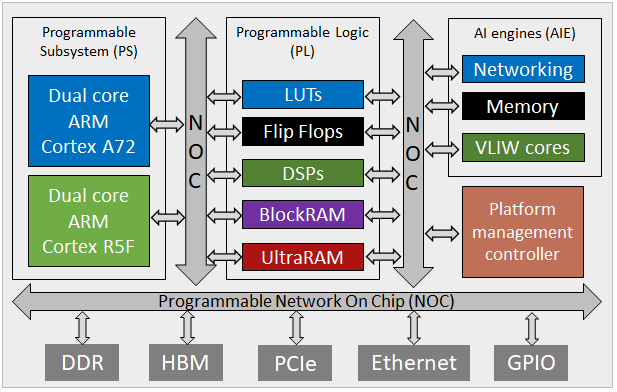 Programmable
Subsystem (PS)
Dual core
ARM
Cortex A72
Dual core
ARM
Cortex R5F
NOC
Programmable Logic
(PL)
LUTs
Flip Flops
DSPs
BlockRAM
UltraRAM
NOC
AI engines (AIE)
Networking
Memory
VLIW cores
Platform
management
controller
Programmable Network On Chip (NOC)
DDR
HBM
PCIe
Ethernet
GPIO